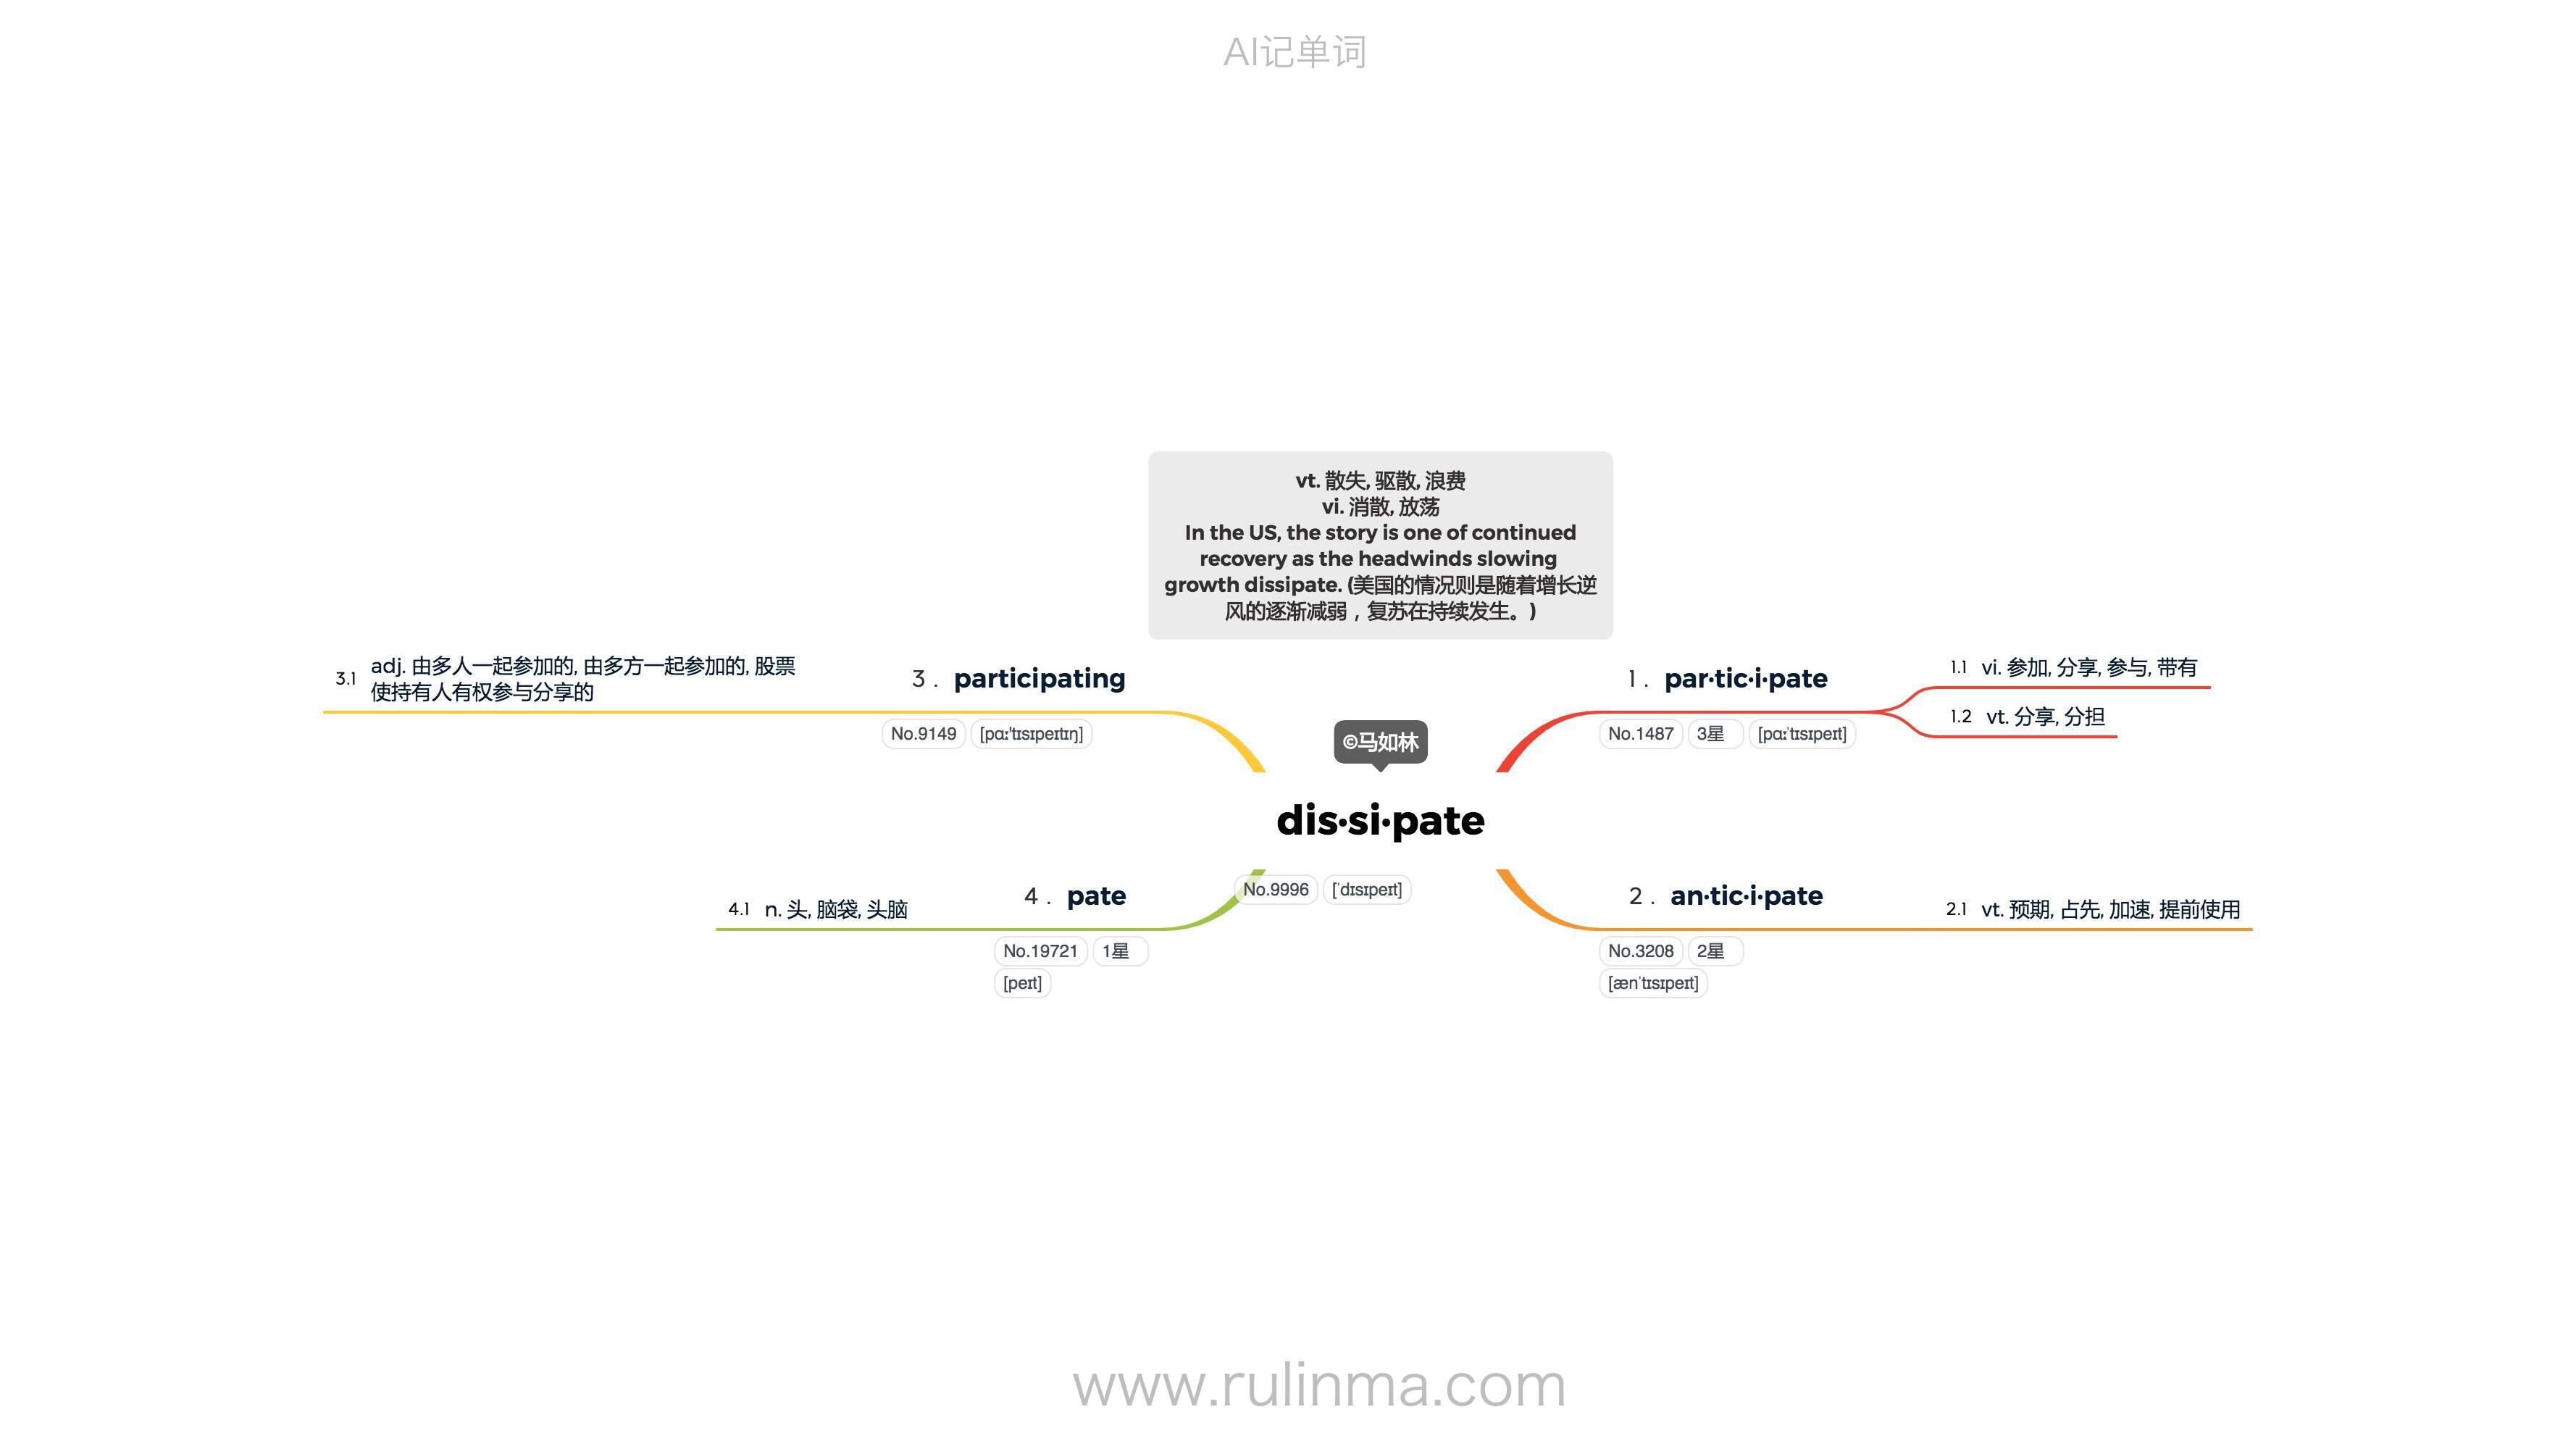 AI记单词
vt. 散失, 驱散, 浪费
vi. 消散, 放荡
In the US, the story is one of continued
recovery as the headwinds slowing
growth dissipate. (美国的情况则是随着增长逆
风的逐渐减弱，复苏在持续发生。)
©马如林
dis·si·pate
No.9996 [ˈdɪsɪpeɪt]
1 . par·tic·i·pate
No.1487 3星 [pɑːˈtɪsɪpeɪt]
1.1 vi. 参加, 分享, 参与, 带有
1.2 vt. 分享, 分担
2 . an·tic·i·pate
No.3208 2星
[ænˈtɪsɪpeɪt]
2.1 vt. 预期, 占先, 加速, 提前使用
3 . participating
No.9149 [pɑː'tɪsɪpeɪtɪŋ]
3.1 adj. 由多人一起参加的, 由多方一起参加的, 股票
使持有人有权参与分享的
4 . pate
No.19721 1星
[peɪt]
4.1 n. 头, 脑袋, 头脑
www.rulinma.com